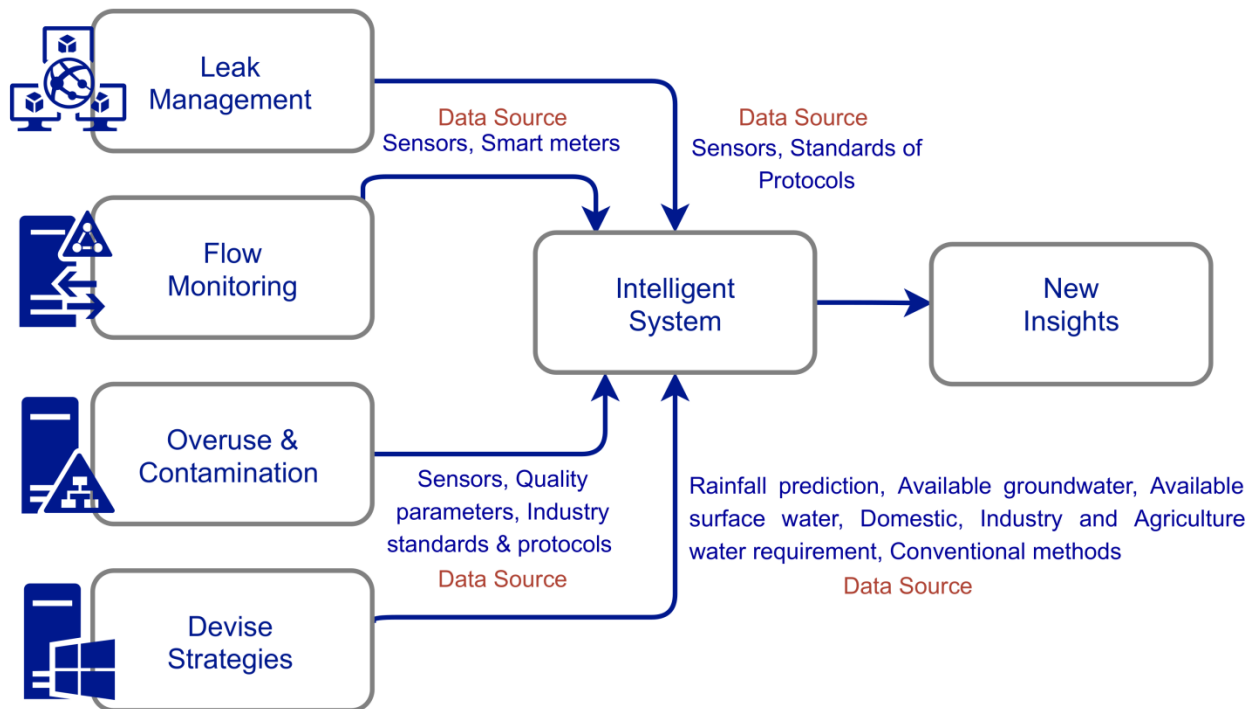 Leak
Management
Data Source
Sensors, Smart meters
Data Source
Sensors, Standards of
Protocols
Flow
Monitoring
Intelligent
System
New
Insights
Overuse &
Contamination
Sensors, Quality
parameters, Industry
standards & protocols
Data Source
Rainfall prediction, Available groundwater, Available
surface water, Domestic, Industry and Agriculture
water requirement, Conventional methods
Data Source
Devise
Strategies